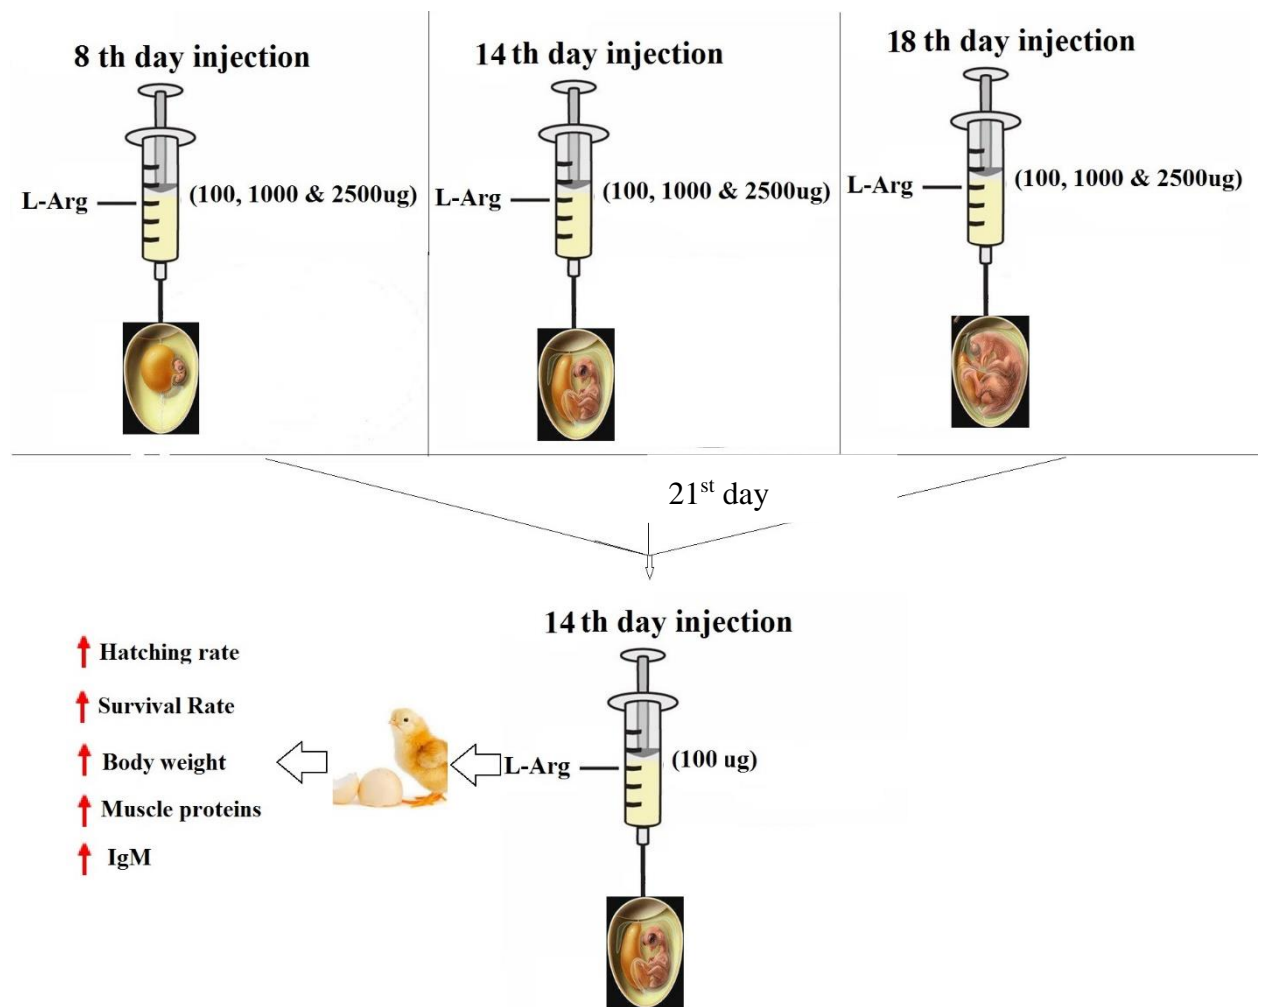 8 th day injection
L-Arg
(100, 1000 & 2500ug)
14 th day injection
L-Arg
(100, 1000 & 2500ug)
18 th day injection
L-Arg
(100, 1000 & 2500ug)
21st day
14 th day injection
L-Arg
(100 ug)
Hatching rate
Survival Rate
Body weight
Muscle proteins
IgM